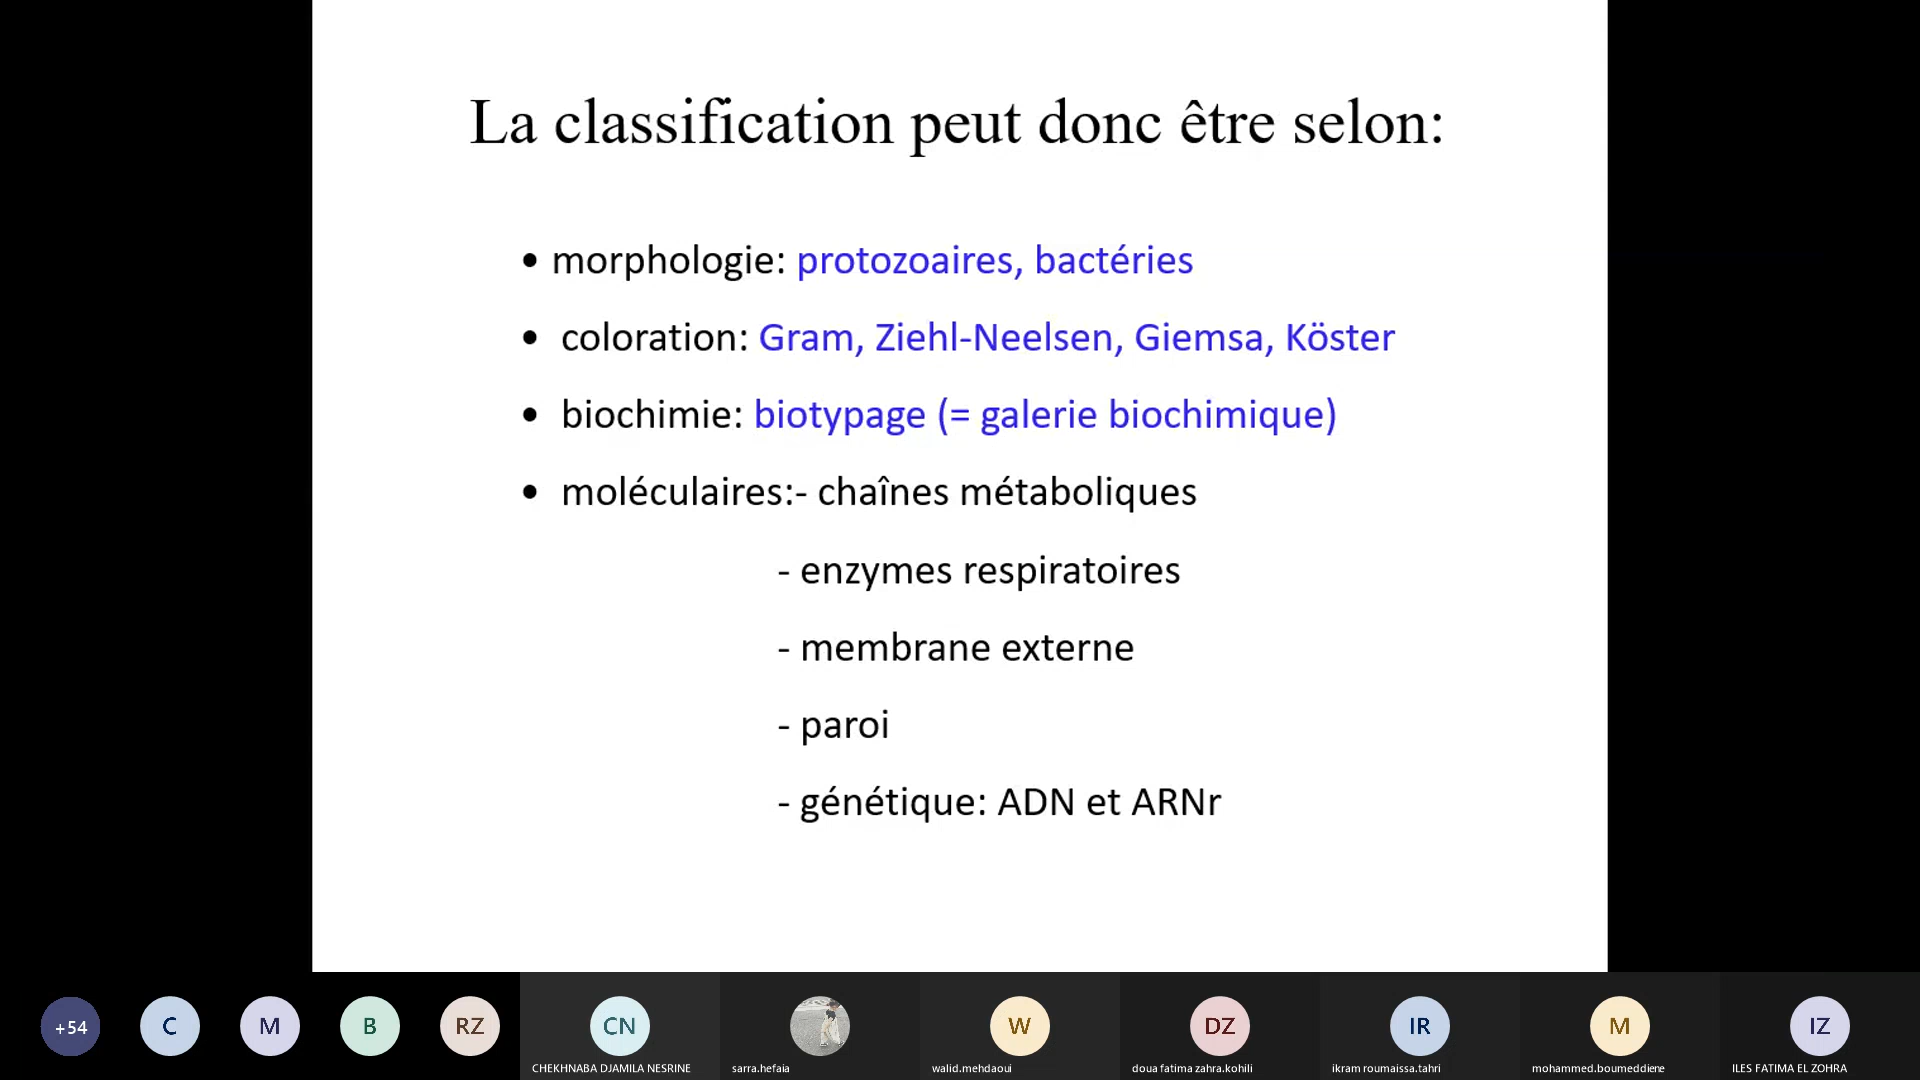 La classification peut donc être selon:
• morphologie: protozoaires, bactéries
• coloration: Gram, Ziehl-Neelsen, Giemsa, Köster
• biochimie: biotypage (= galerie biochimique)
• moléculaires:- chaînes métaboliques
- enzymes respiratoires
- membrane externe
- paroi
- génétique: ADN et ARNr
+54
C
M
B
RZ
CN
W
DZ
IR
M
IZ
CHEKHNABA DJAMILA NESRINE
sarra.hefaia
walid.mehdaoui
doua fatima zahra.kohili
ikram roumaissa.tahri
mohammed.boumeddiene
ILES FATIMA EL ZOHRA